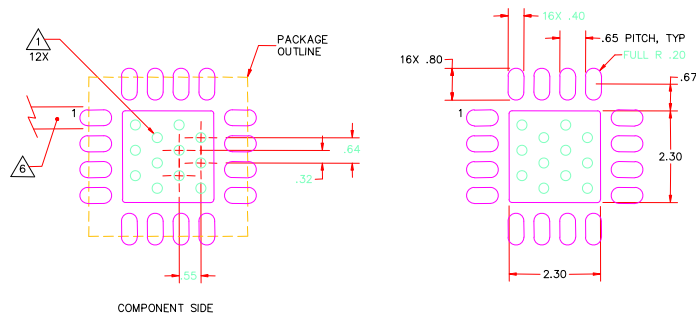 1
12X
PACKAGE
OUTLINE
1
6
.64
.32
.55
COMPONENT SIDE
16X .40
.65 PITCH, TYP
16X .80
FULL R .20
.67
1
2.30
2.30